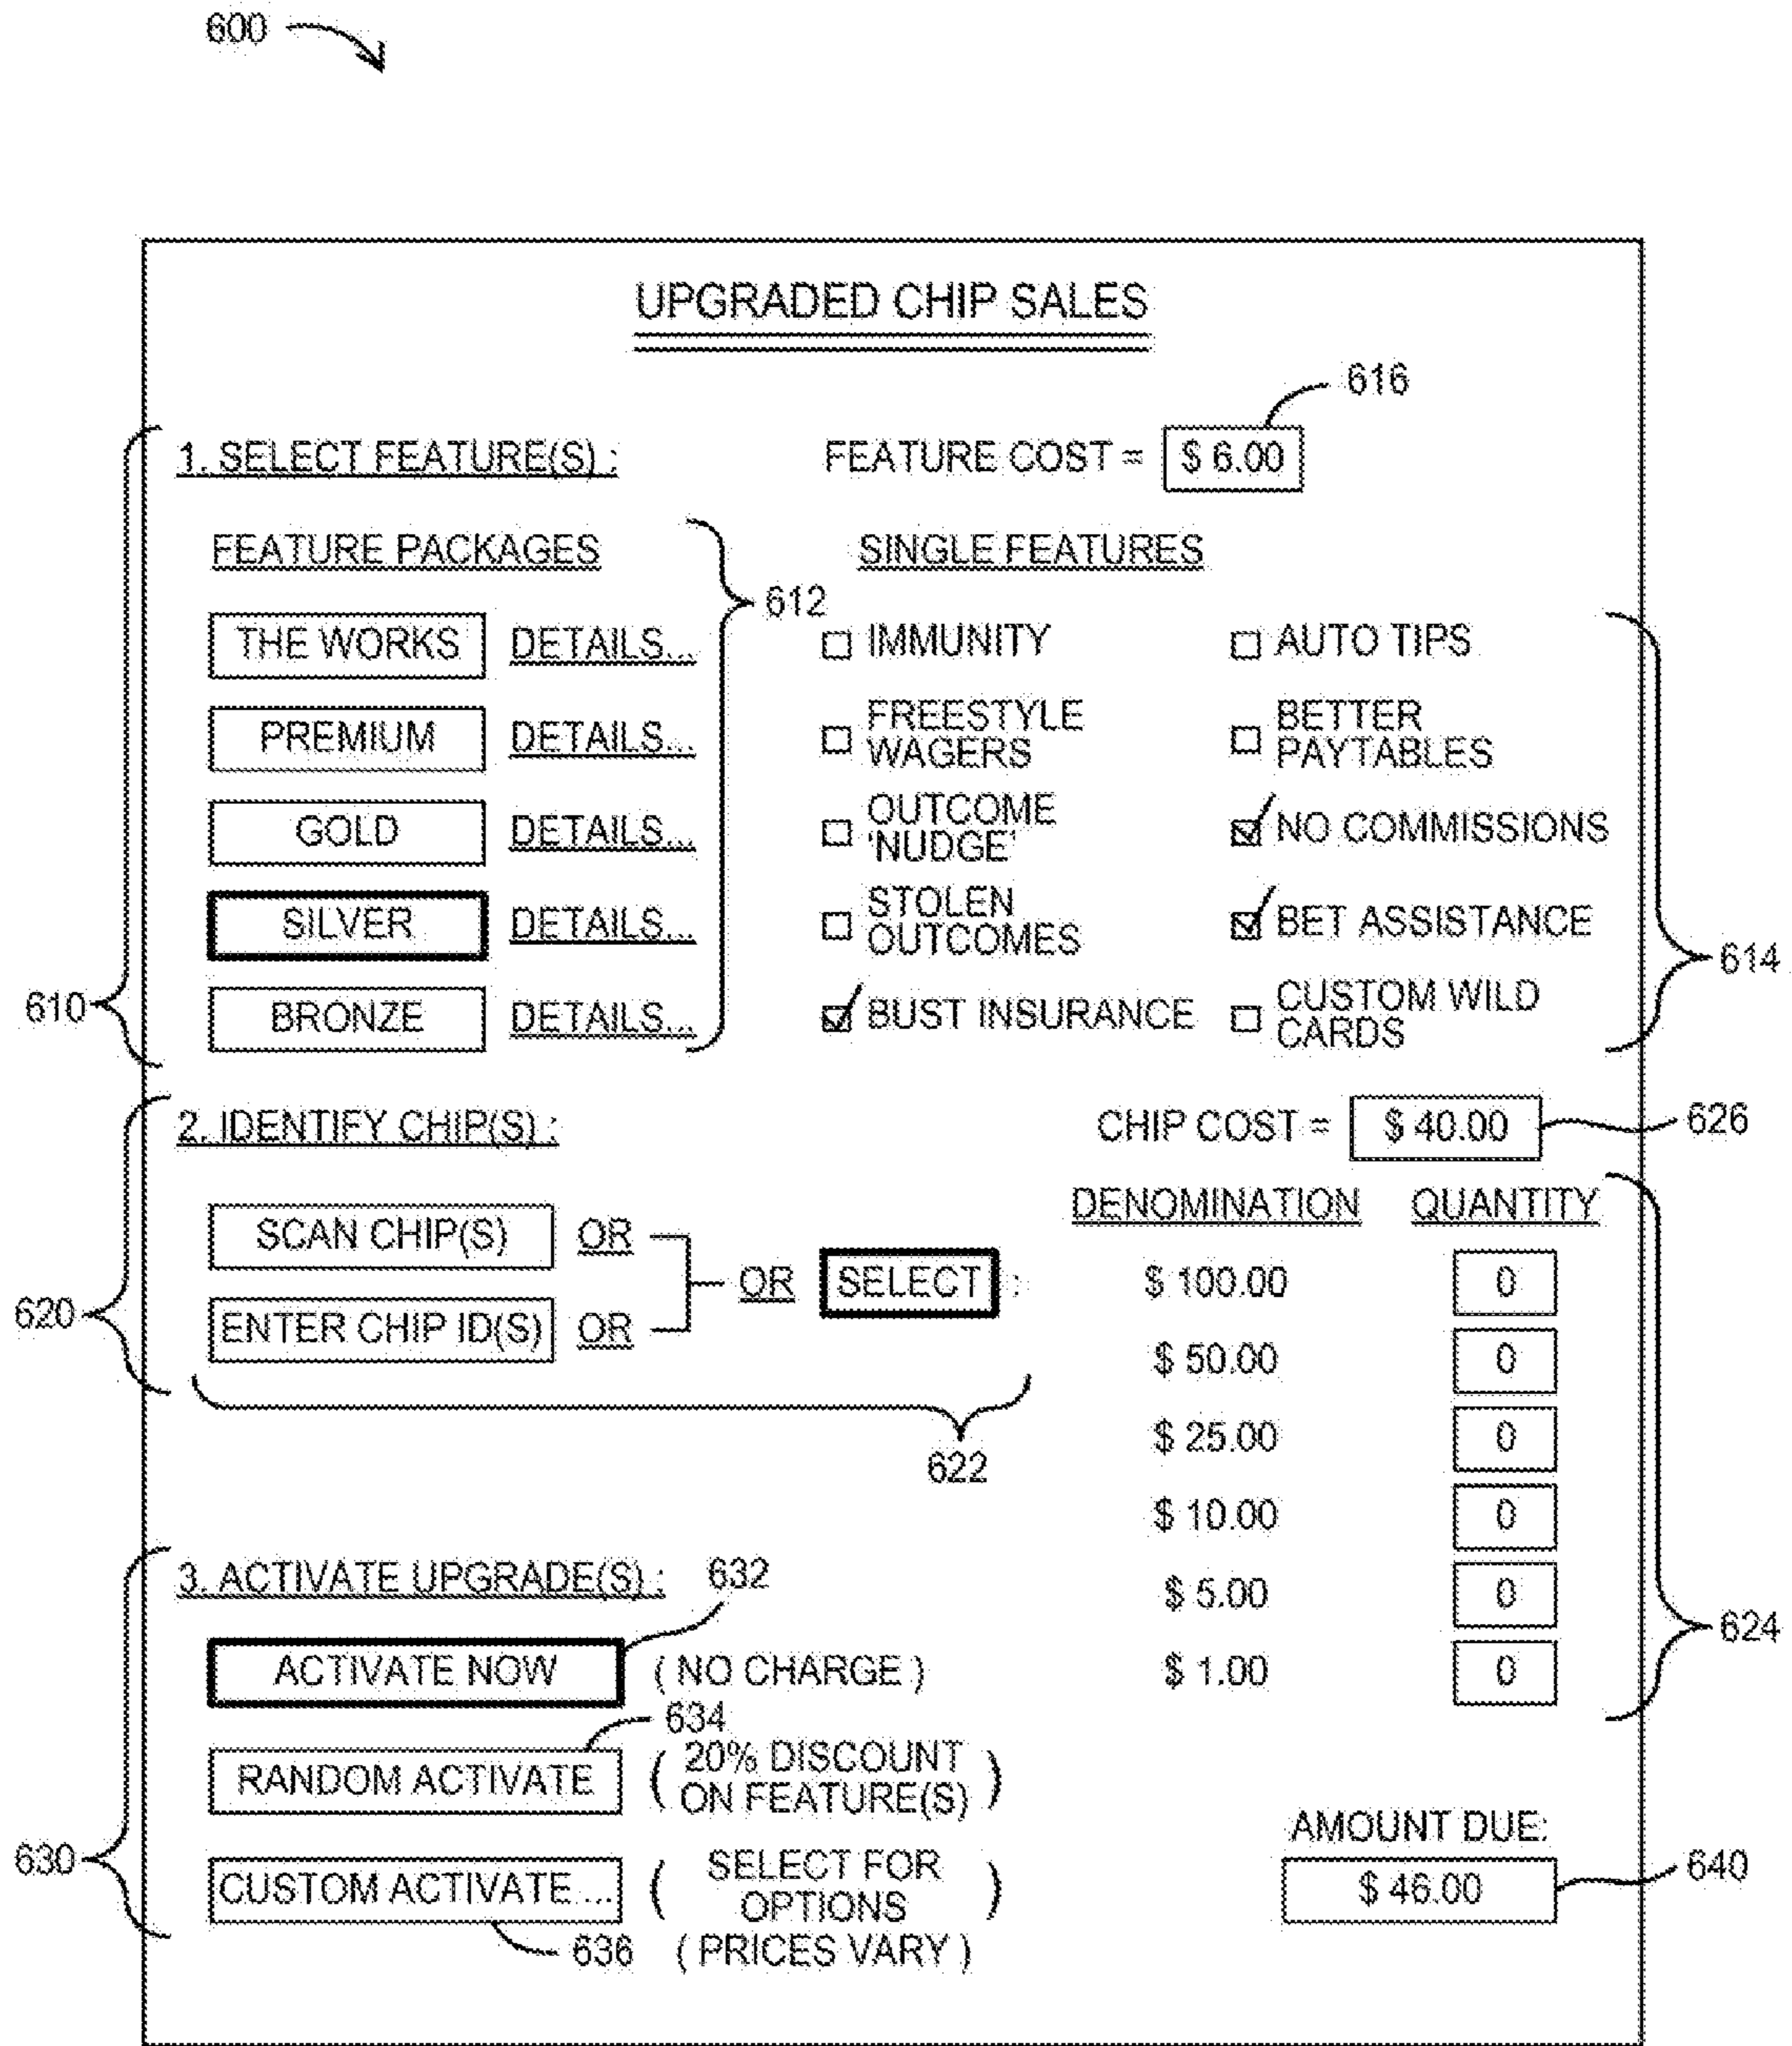 600
UPGRADED CHIP SALES
616
1. SELECT FEATURE(S) :
FEATURE COST = $ 6.00
FEATURE PACKAGES
SINGLE FEATURES
612
THE WORKS DETAILS...
PREMIUM DETAILS...
GOLD DETAILS...
SILVER DETAILS...
BRONZE DETAILS...
610
IMMUNITY
FREESTYLE
WAGERS
OUTCOME
'NUDGE'
STOLEN
OUTCOMES
BUST INSURANCE
AUTO TIPS
BETTER
PAYTABLES
NO COMMISSIONS
BET ASSISTANCE
CUSTOM WILD
CARDS
614
2. IDENTIFY CHIP(S) :
CHIP COST = $ 40.00
626
SCAN CHIP(S) OR
OR SELECT :
ENTER CHIP ID(S) OR
620
622
DENOMINATION QUANTITY
$ 100.00 0
$ 50.00 0
$ 25.00 0
$ 10.00 0
$ 5.00 0
$ 1.00 0
624
3. ACTIVATE UPGRADE(S) :
632
ACTIVATE NOW ( NO CHARGE )
634
RANDOM ACTIVATE ( 20% DISCOUNT
ON FEATURE(S) )
630
CUSTOM ACTIVATE ... ( SELECT FOR
OPTIONS )
636
( PRICES VARY )
AMOUNT DUE:
$ 46.00
640